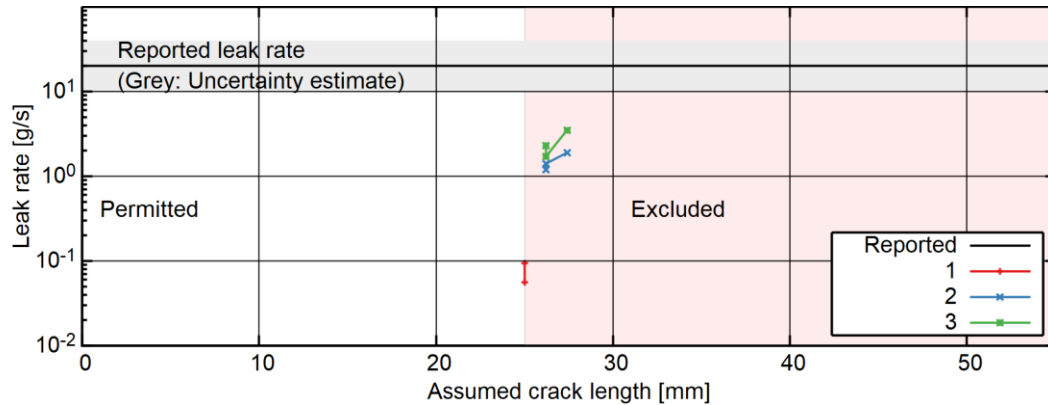 Reported leak rate
(Grey: Uncertainty estimate)
Permitted
Excluded
Leak rate [g/s]
10¹
10⁰
10⁻¹
10⁻²
0 10 20 30 40 50
Assumed crack length [mm]
Reported
1
2
3